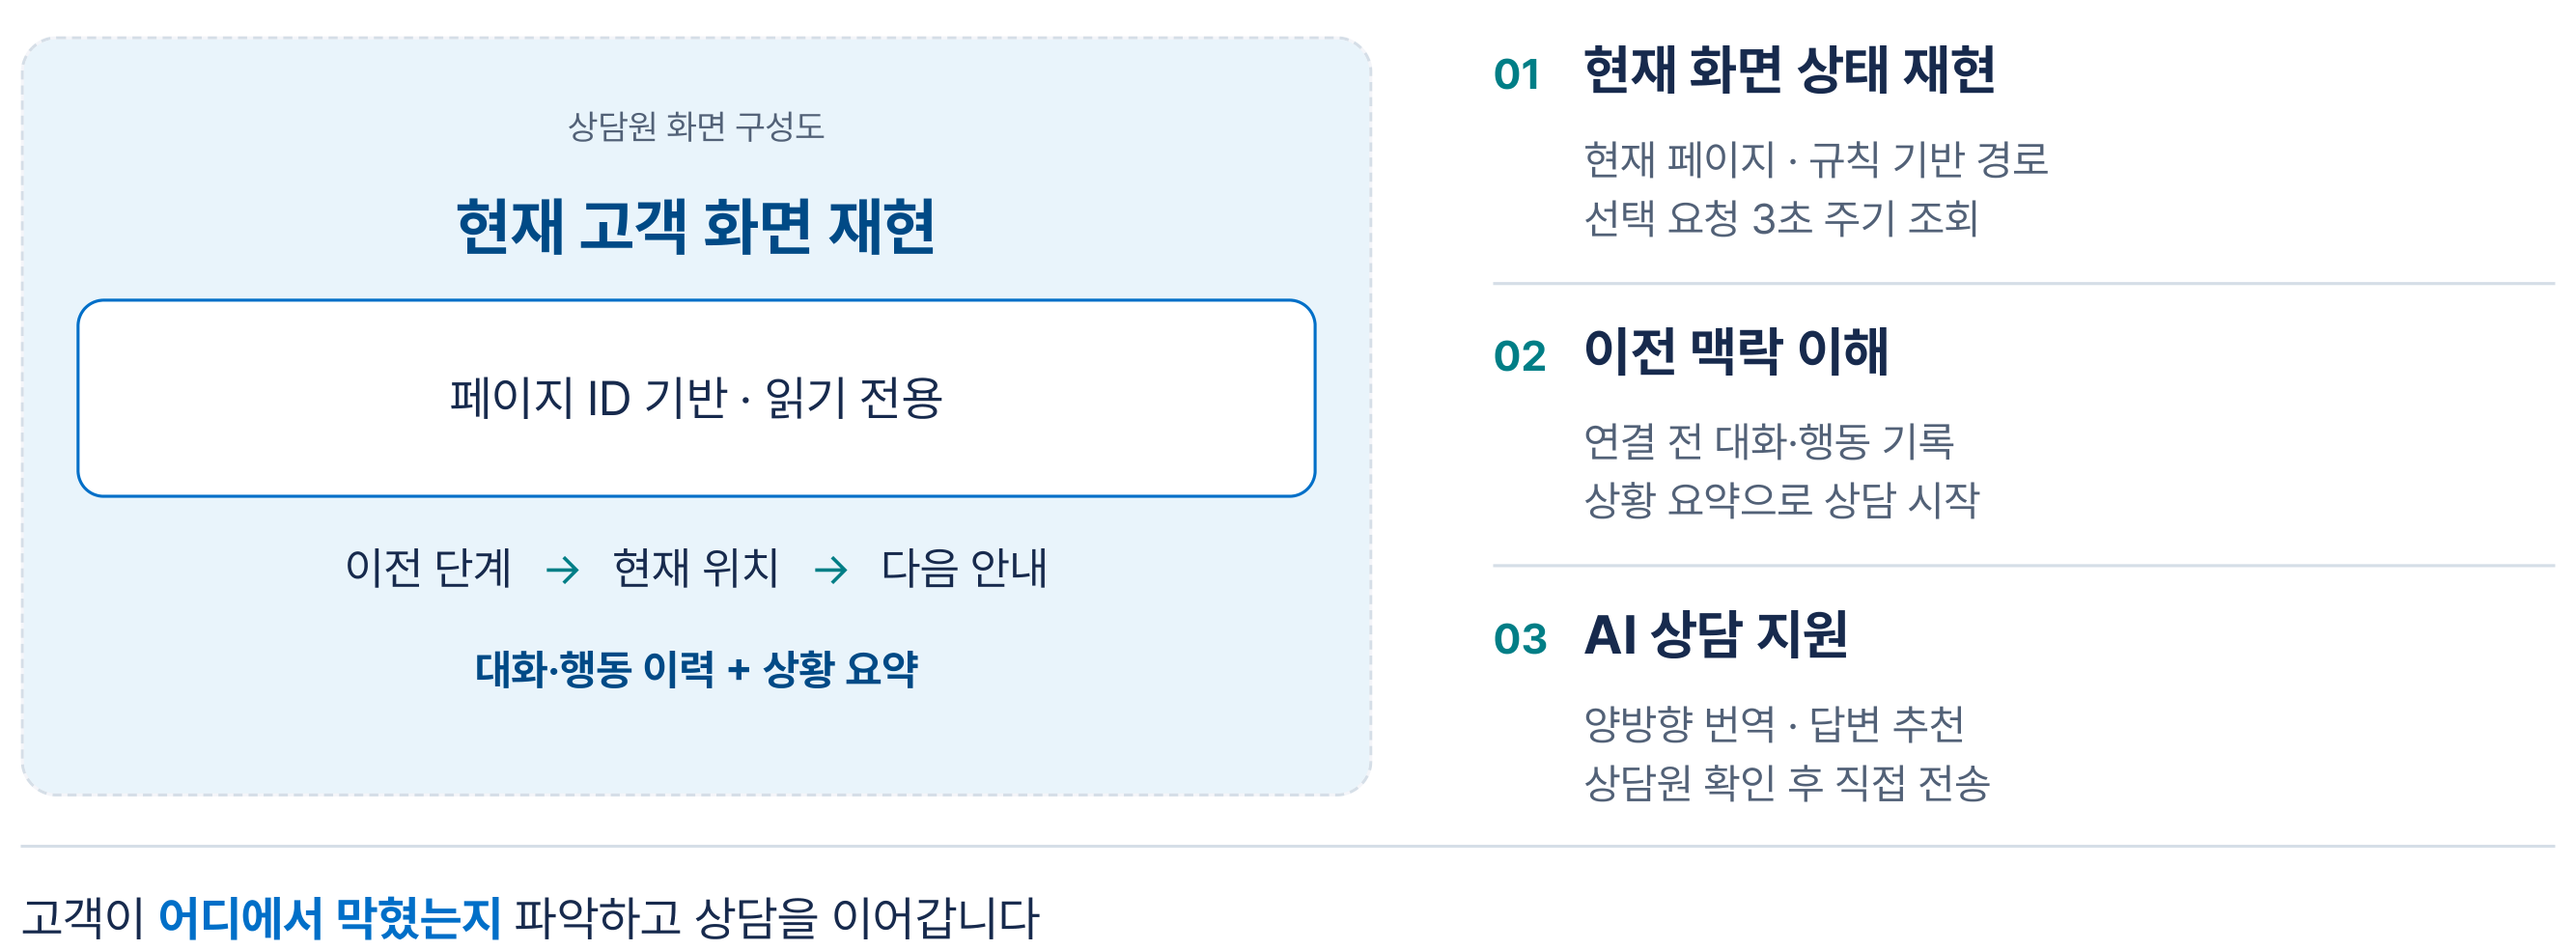 상담원 화면 구성도
현재 고객 화면 재현
페이지 ID 기반 · 읽기 전용
이전 단계 → 현재 위치 → 다음 안내
대화·행동 이력 + 상황 요약
01 현재 화면 상태 재현
현재 페이지 · 규칙 기반 경로
선택 요청 3초 주기 조회
02 이전 맥락 이해
연결 전 대화·행동 기록
상황 요약으로 상담 시작
03 AI 상담 지원
양방향 번역 · 답변 추천
상담원 확인 후 직접 전송
고객이 어디에서 막혔는지 파악하고 상담을 이어갑니다